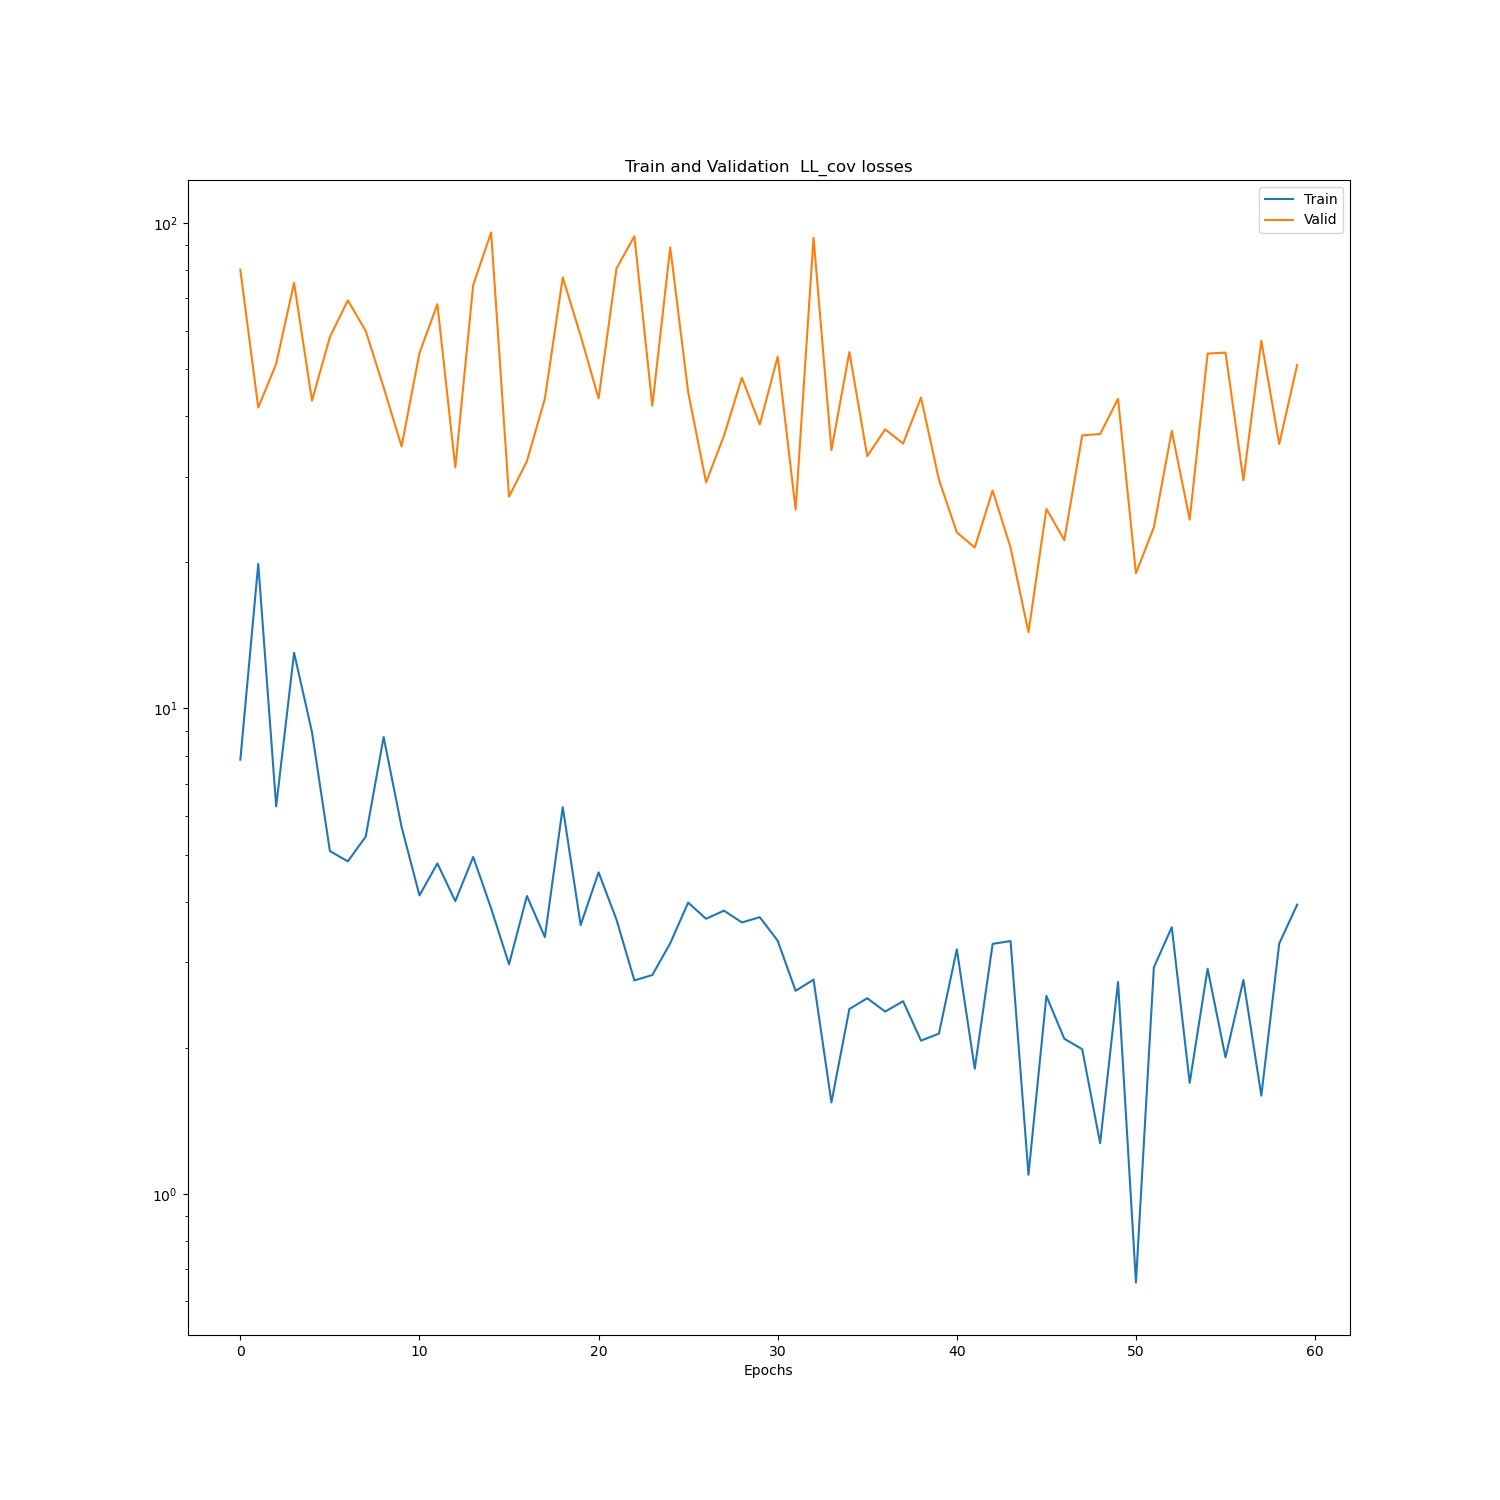 Train and Validation  LL_cov losses
Train
Valid
10²
10¹
10⁰
0 10 20 30 40 50 60
Epochs